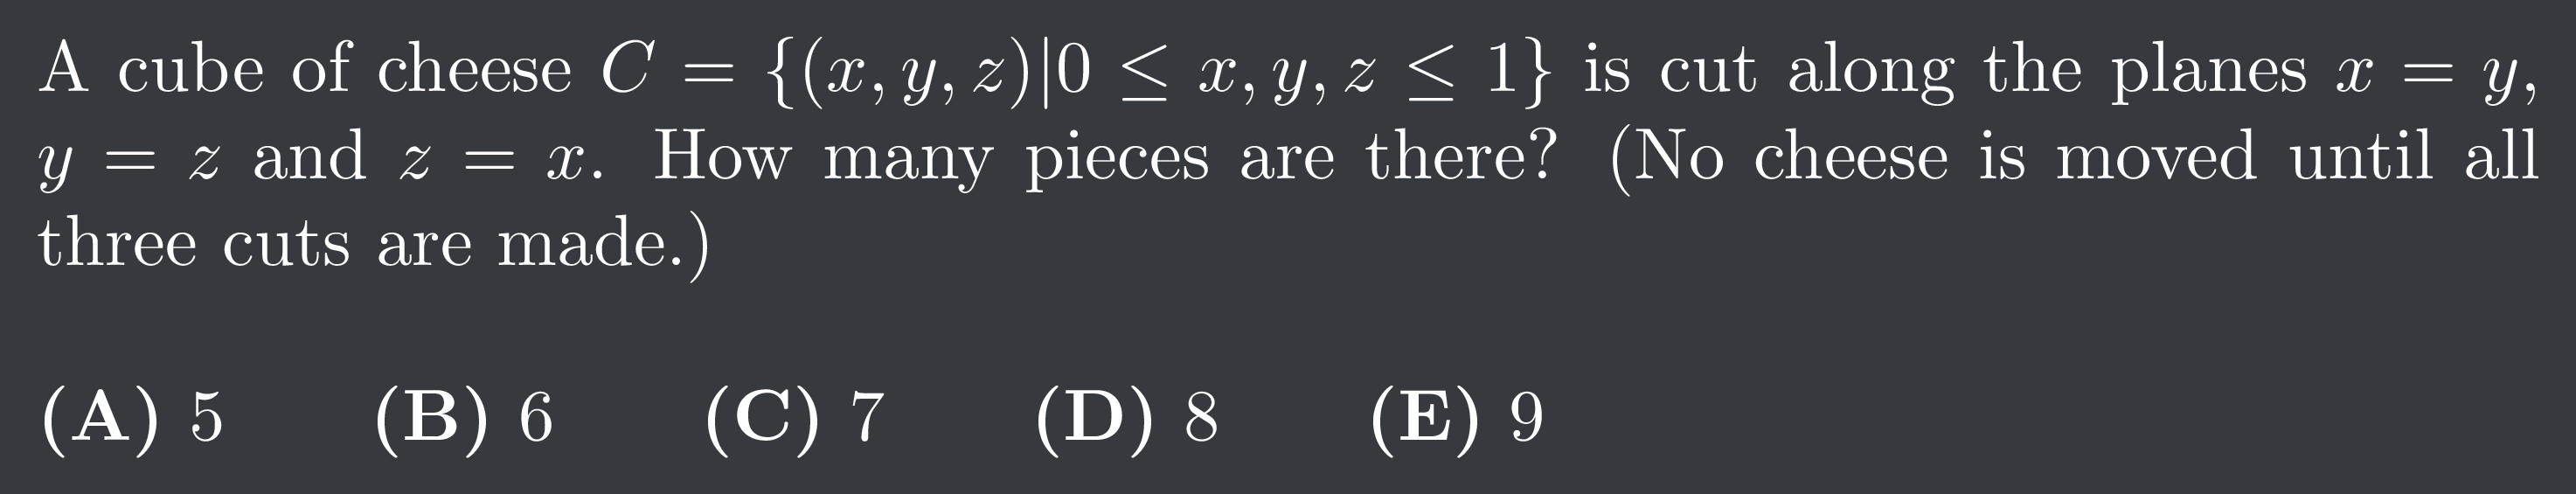 A cube of cheese $C = \{(x, y, z)|0 \leq x, y, z \leq 1\}$ is cut along the planes $x = y$,
$y = z$ and $z = x$. How many pieces are there? (No cheese is moved until all
three cuts are made.)
(A) 5 (B) 6 (C) 7 (D) 8 (E) 9